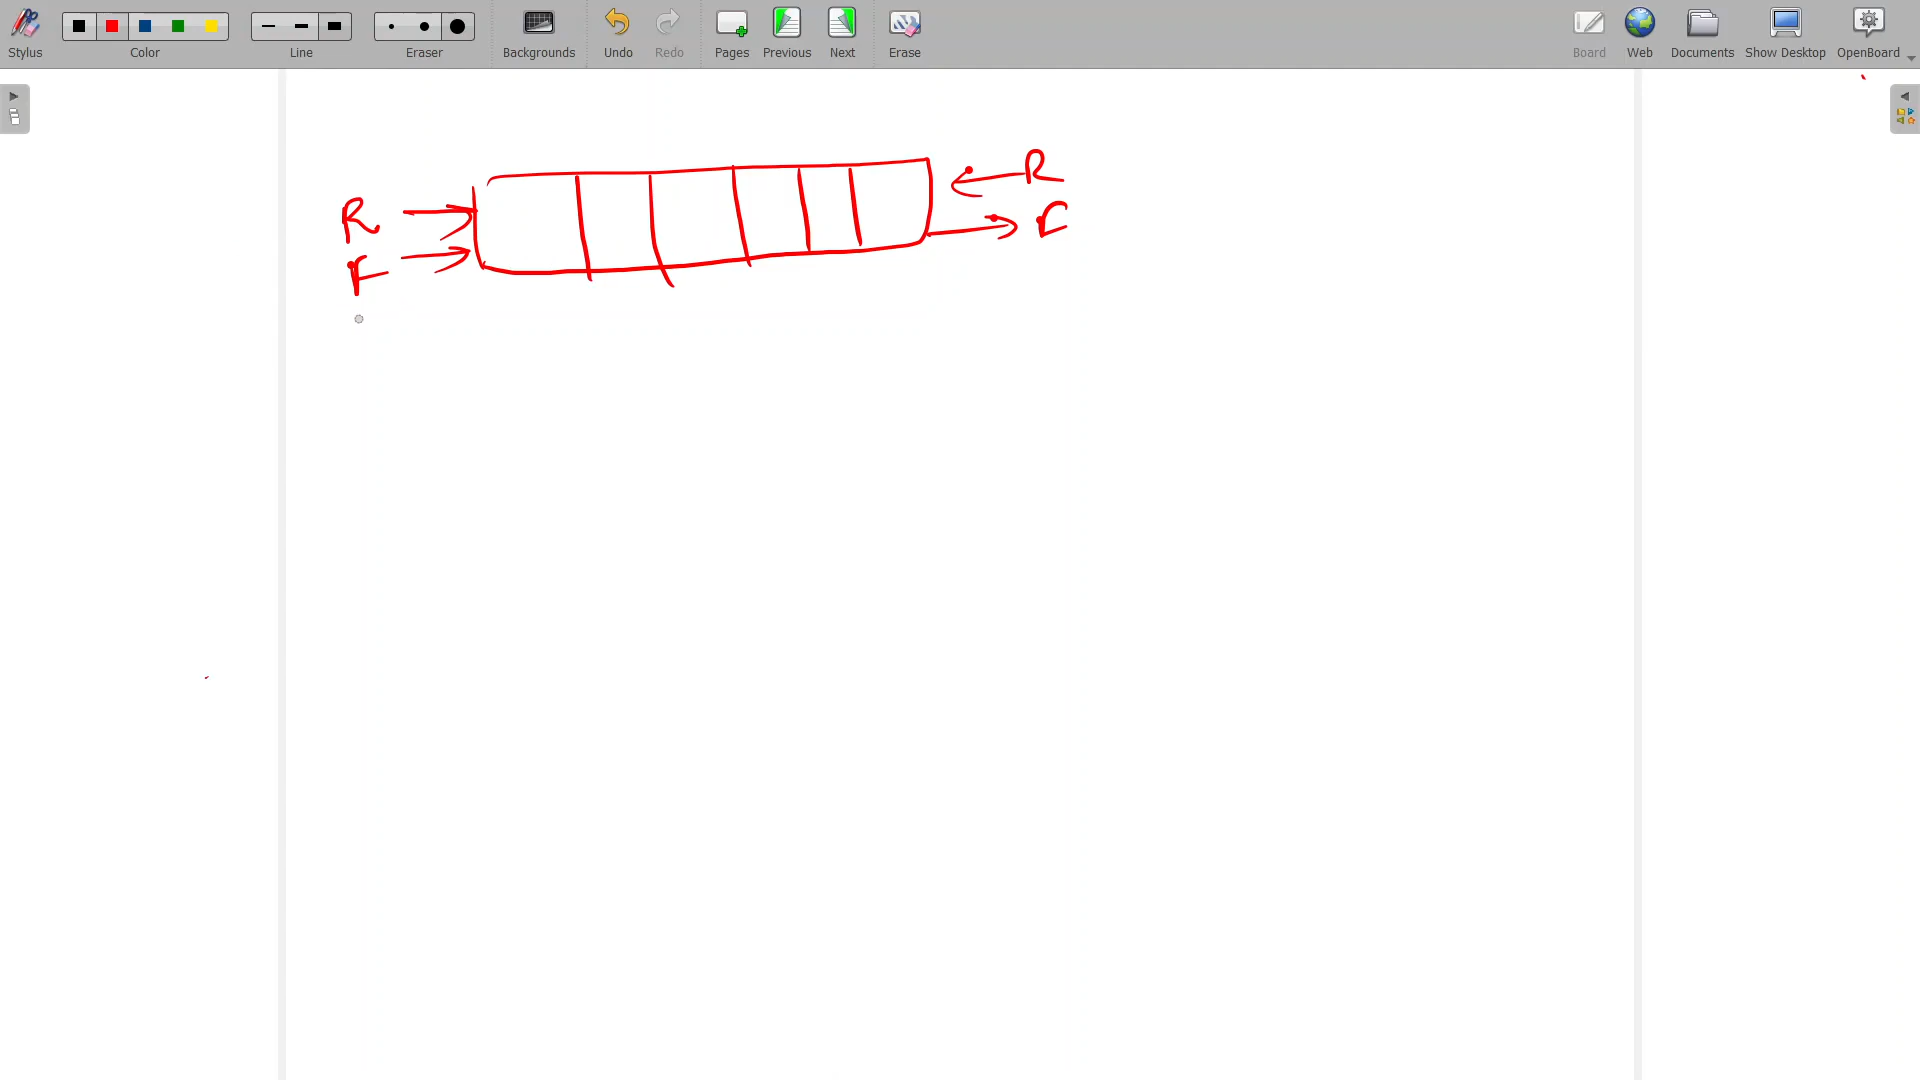 Stylus Color Line Eraser Backgrounds Undo Redo Pages Previous Next Erase Board Web Documents Show Desktop OpenBoard
R R
F F